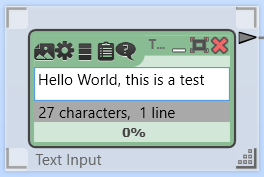 T...
Hello World, this is a test
27 characters, 1 line
0%
Text Input